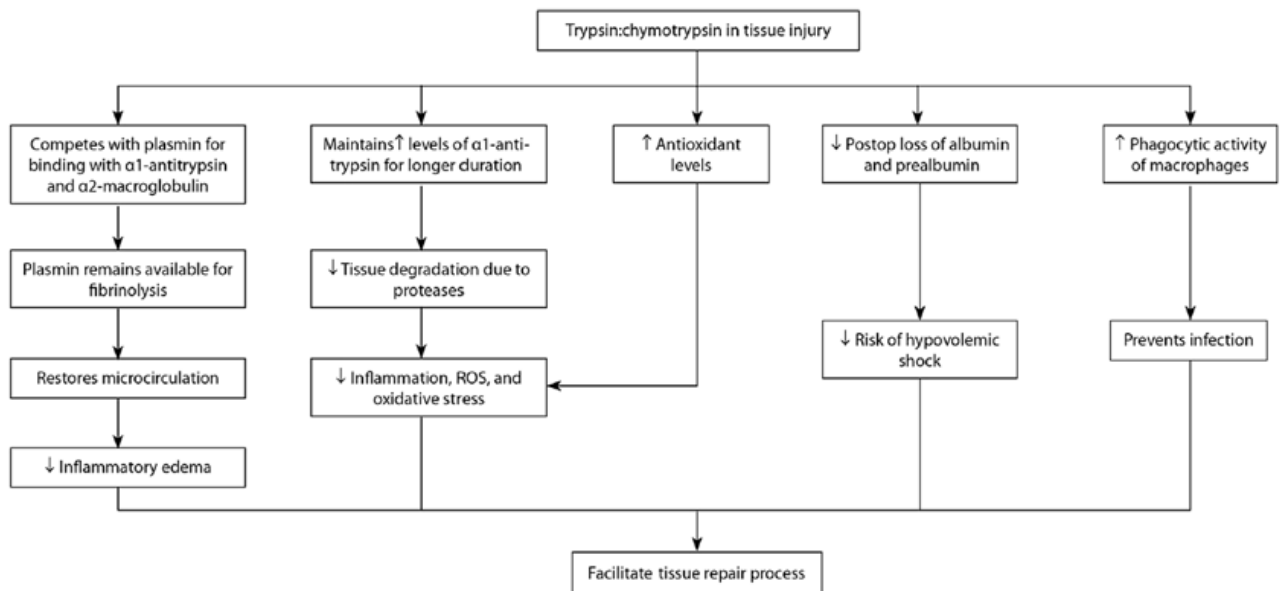 Trypsin:chymotrypsin in tissue injury
Competes with plasmin for
binding with α1-antitrypsin
and α2-macroglobulin
Maintains↑ levels of α1-anti-
trypsin for longer duration
↑ Antioxidant
levels
↓ Postop loss of albumin
and prealbumin
↑ Phagocytic activity
of macrophages
Plasmin remains available for
fibrinolysis
↓ Tissue degradation due to
proteases
↓ Risk of hypovolemic
shock
Prevents infection
Restores microcirculation
↓ Inflammation, ROS, and
oxidative stress
↓ Inflammatory edema
Facilitate tissue repair process